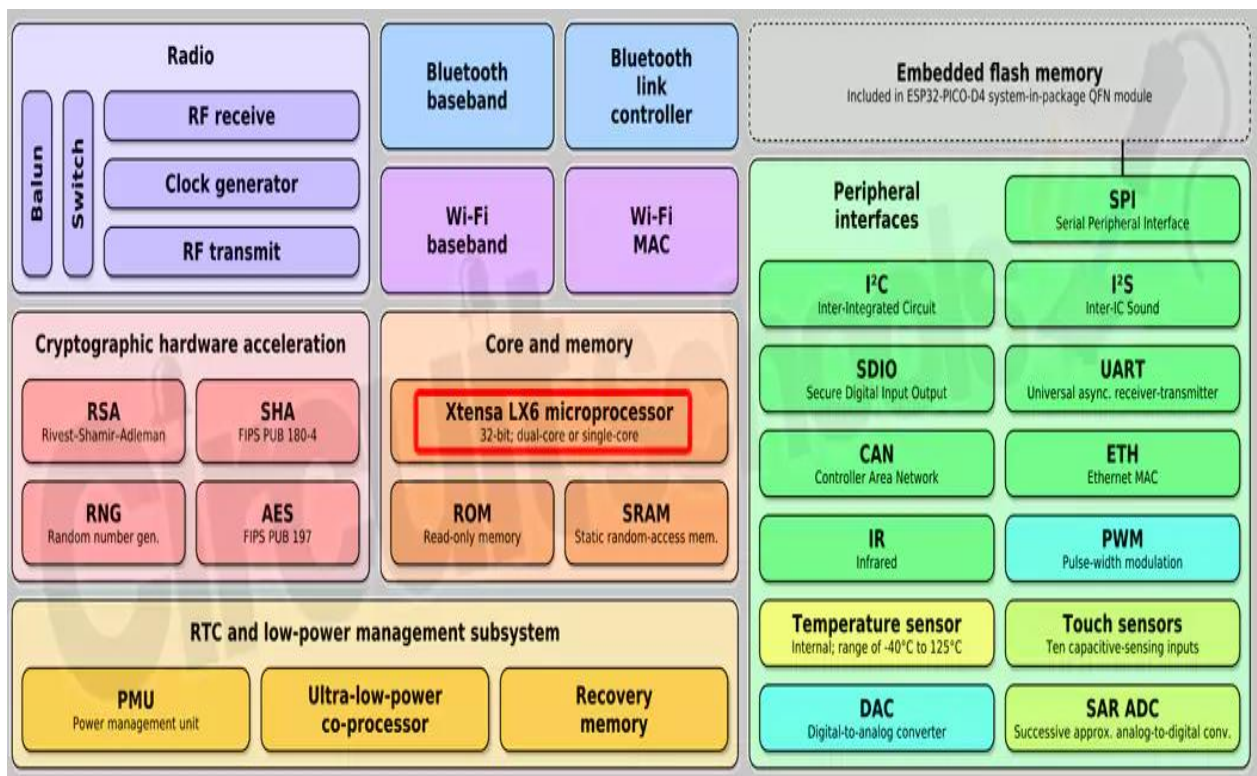 Radio
Balun
Switch
RF receive
Clock generator
RF transmit
Bluetooth
baseband
Bluetooth
link
controller
Wi-Fi
baseband
Wi-Fi
MAC
Embedded flash memory
Included in ESP32-PICO-D4 system-in-package QFN module
Cryptographic hardware acceleration
RSA
Rivest-Shamir-Adleman
SHA
FIPS PUB 180-4
RNG
Random number gen.
AES
FIPS PUB 197
Core and memory
Xtensa LX6 microprocessor
32-bit; dual-core or single-core
ROM
Read-only memory
SRAM
Static random-access mem.
RTC and low-power management subsystem
PMU
Power management unit
Ultra-low-power
co-processor
Recovery
memory
Peripheral
interfaces
SPI
Serial Peripheral Interface
I²C
Inter-Integrated Circuit
I²S
Inter-IC Sound
SDIO
Secure Digital Input Output
UART
Universal async. receiver-transmitter
CAN
Controller Area Network
ETH
Ethernet MAC
IR
Infrared
PWM
Pulse-width modulation
Temperature sensor
Internal; range of -40°C to 125°C
Touch sensors
Ten capacitive-sensing inputs
DAC
Digital-to-analog converter
SAR ADC
Successive approx. analog-to-digital conv.